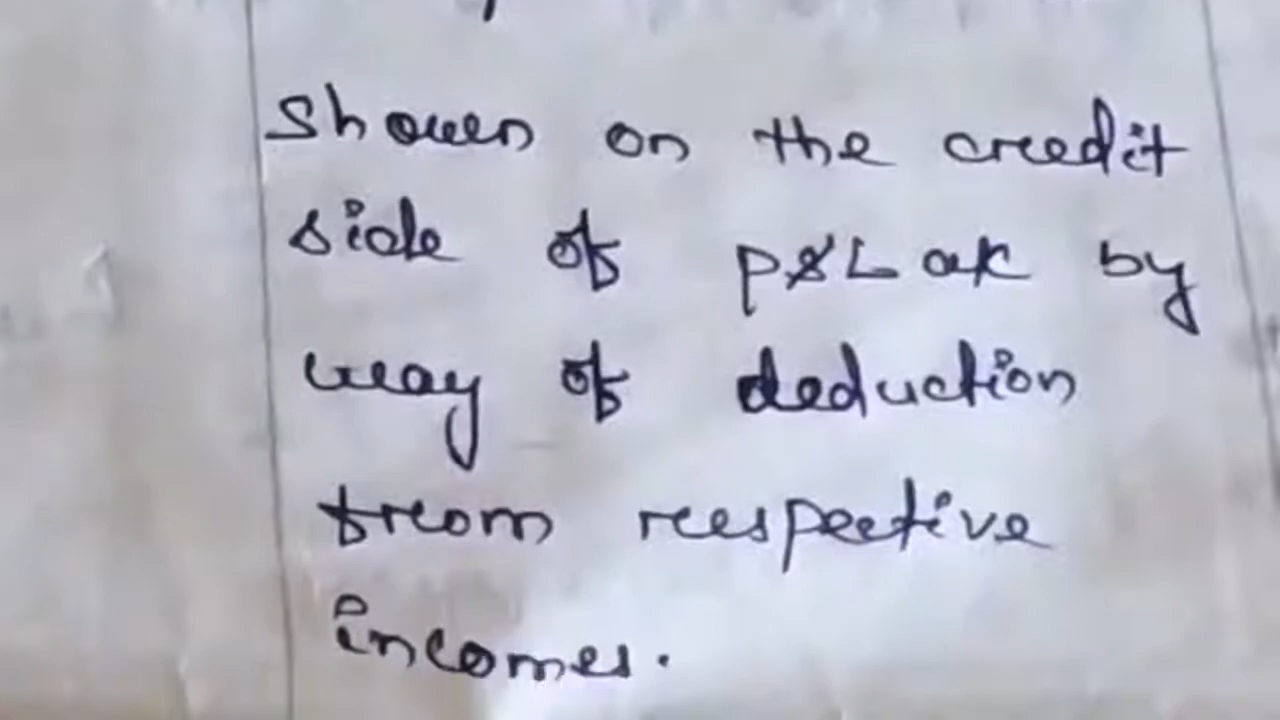 Shown on the credit
side of P&L a/c by
way of deduction
from respective
incomes.